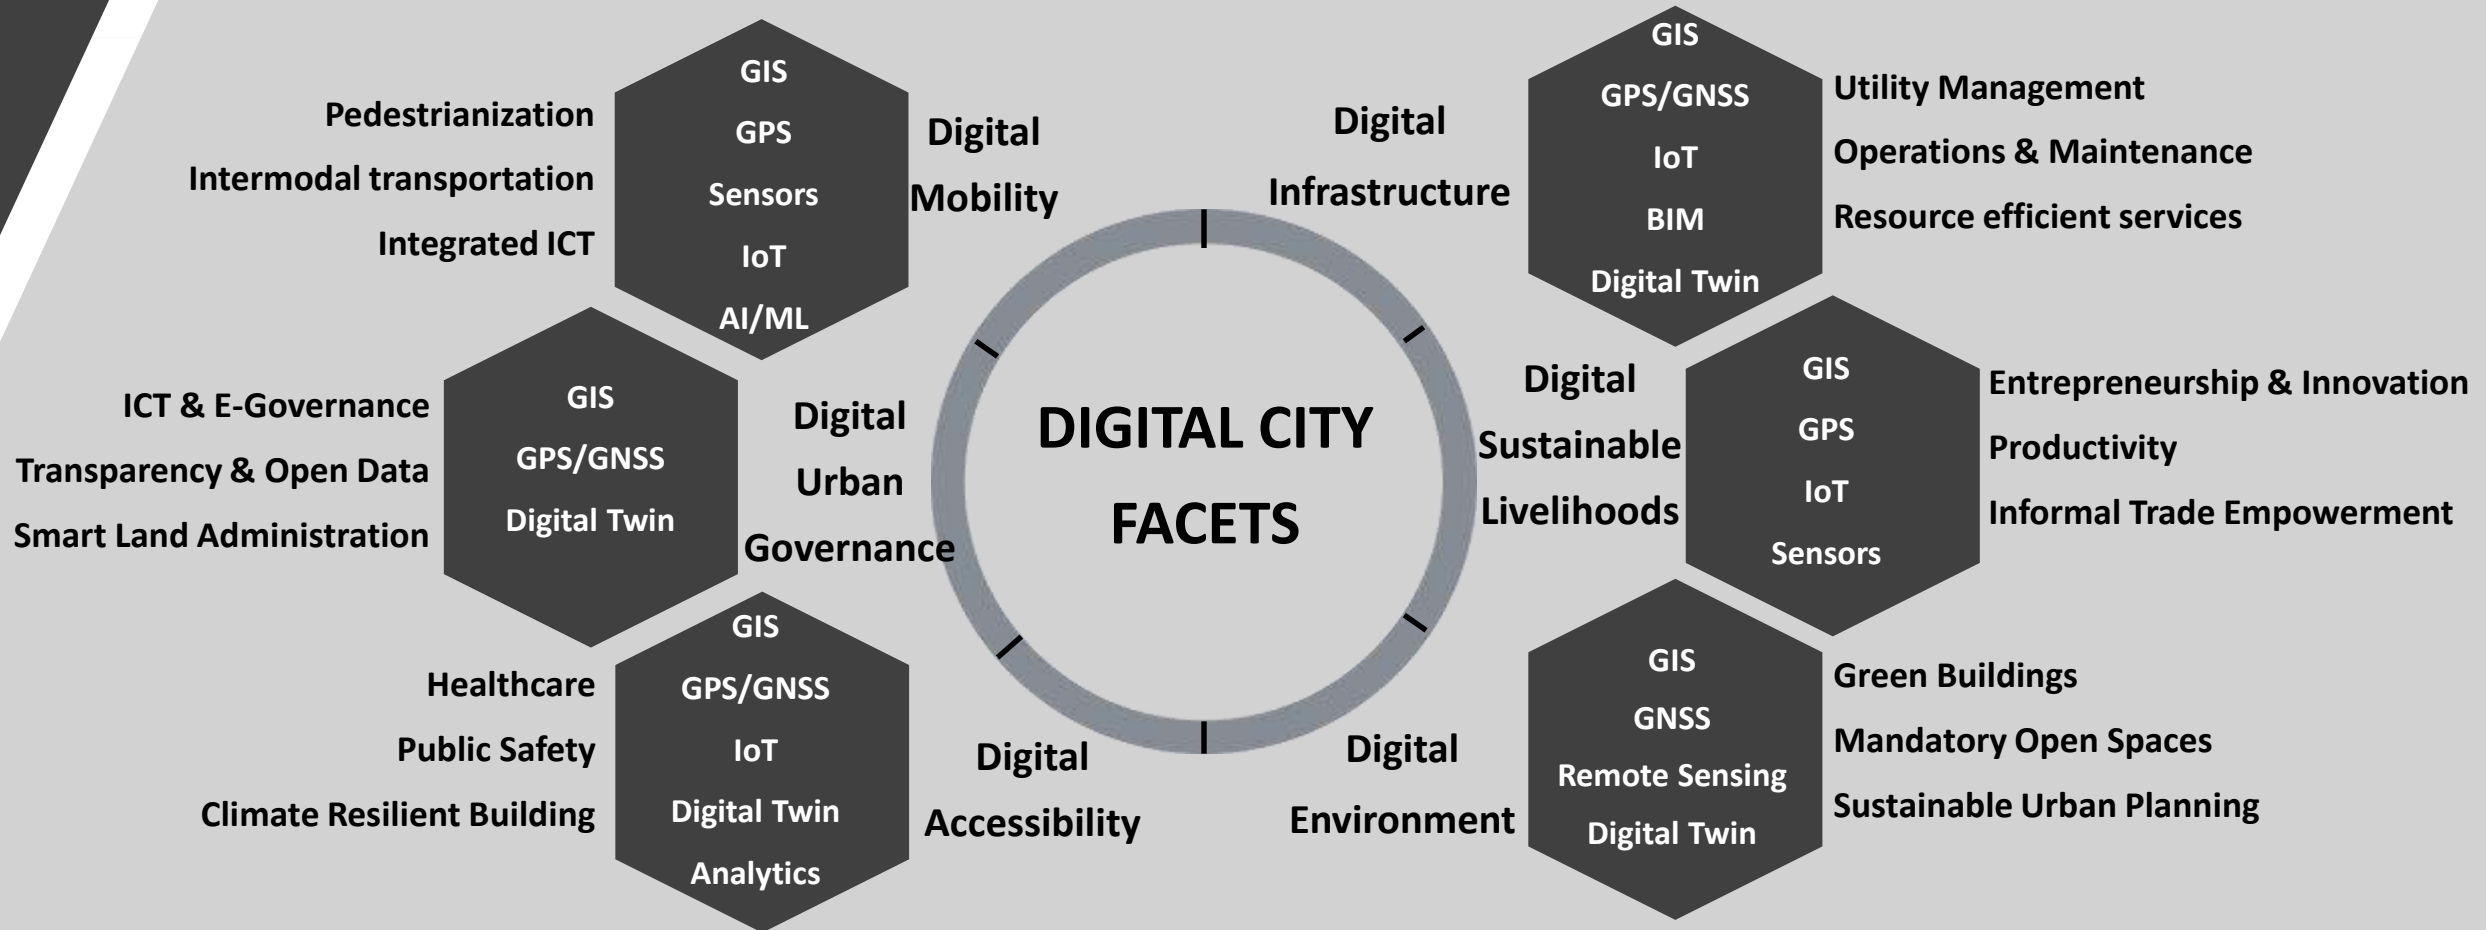 Pedestrianization
Intermodal transportation
Integrated ICT
GIS
GPS
Sensors
IoT
AI/ML
Digital
Mobility
Digital
Infrastructure
GIS
GPS/GNSS
IoT
BIM
Digital Twin
Utility Management
Operations & Maintenance
Resource efficient services
ICT & E-Governance
Transparency & Open Data
Smart Land Administration
GIS
GPS/GNSS
Digital Twin
Digital
Urban
Governance
DIGITAL CITY
FACETS
Digital
Sustainable
Livelihoods
GIS
GPS
IoT
Sensors
Entrepreneurship & Innovation
Productivity
Informal Trade Empowerment
Healthcare
Public Safety
Climate Resilient Building
GIS
GPS/GNSS
IoT
Digital Twin
Analytics
Digital
Accessibility
Digital
Environment
GIS
GNSS
Remote Sensing
Digital Twin
Green Buildings
Mandatory Open Spaces
Sustainable Urban Planning